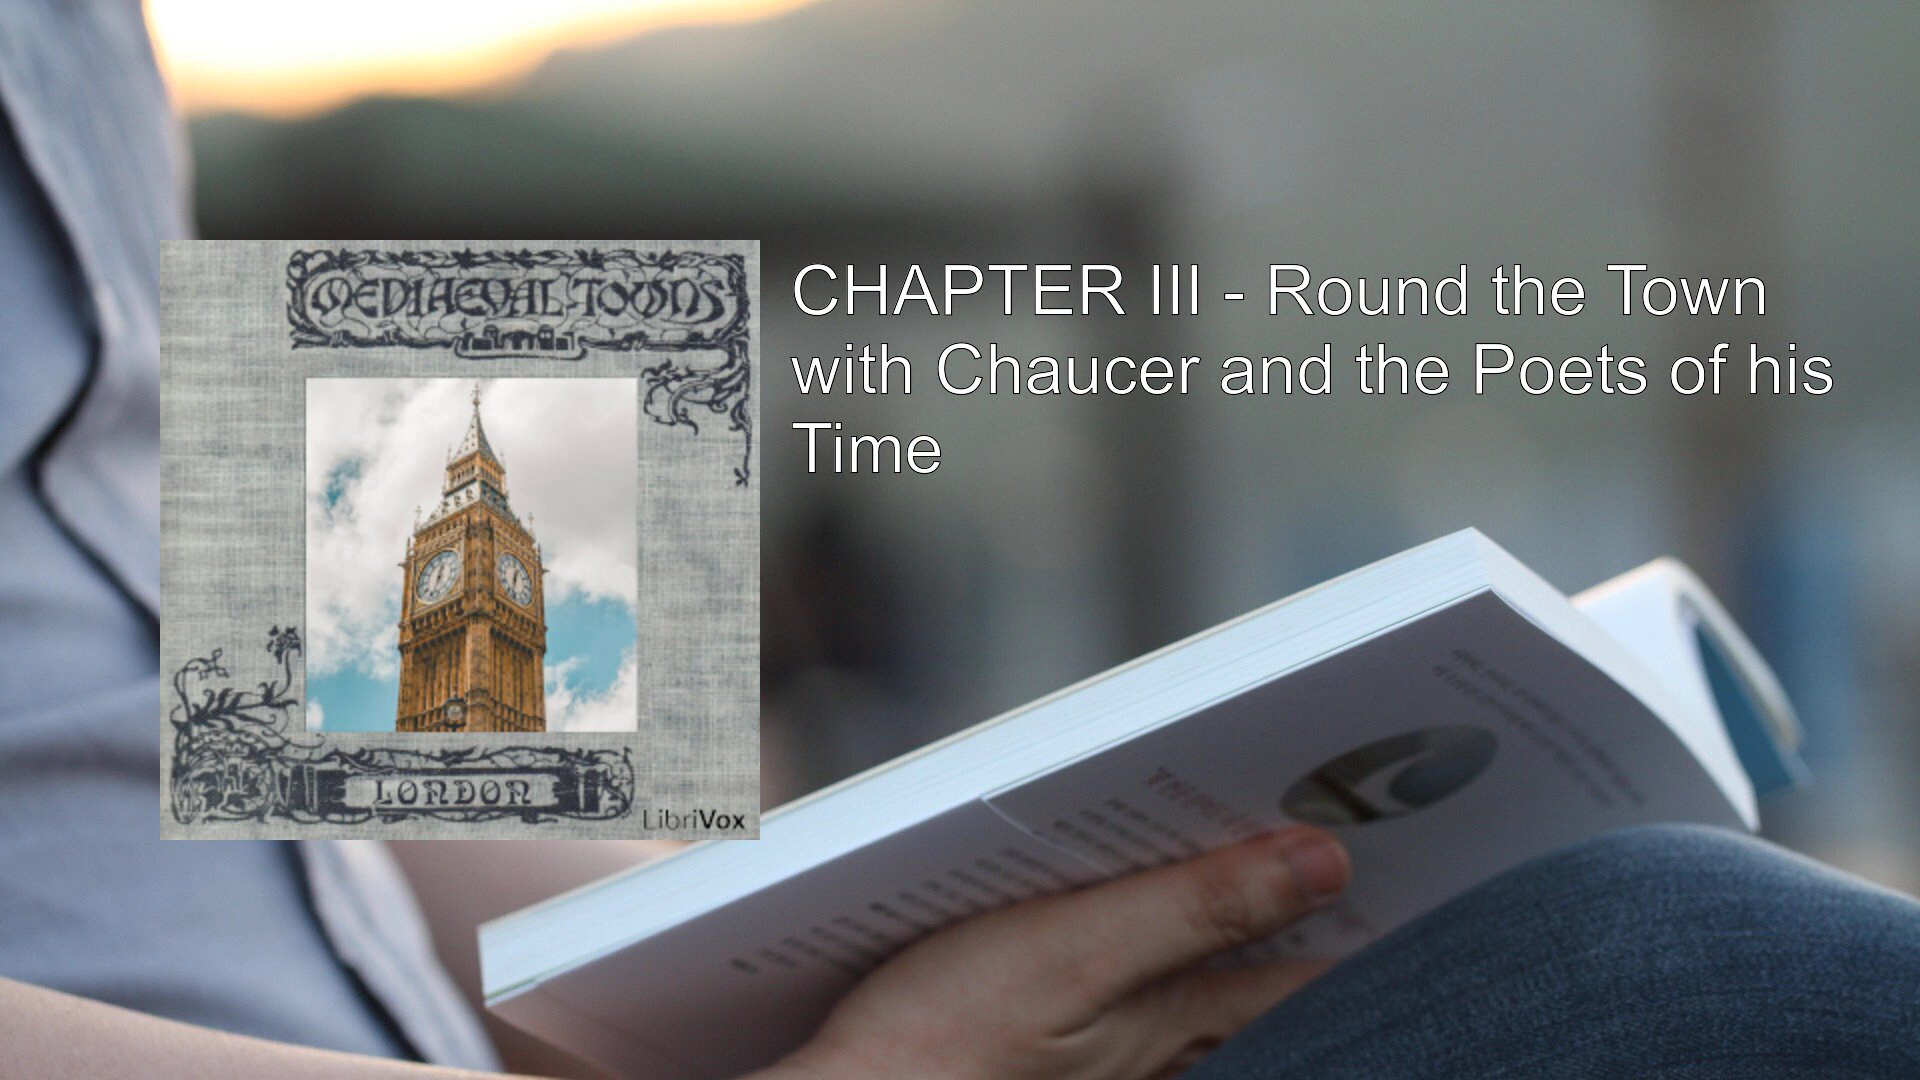 MEDIAEVAL TOWNS
LONDON
LibriVox
CHAPTER III - Round the Town
with Chaucer and the Poets of his
Time